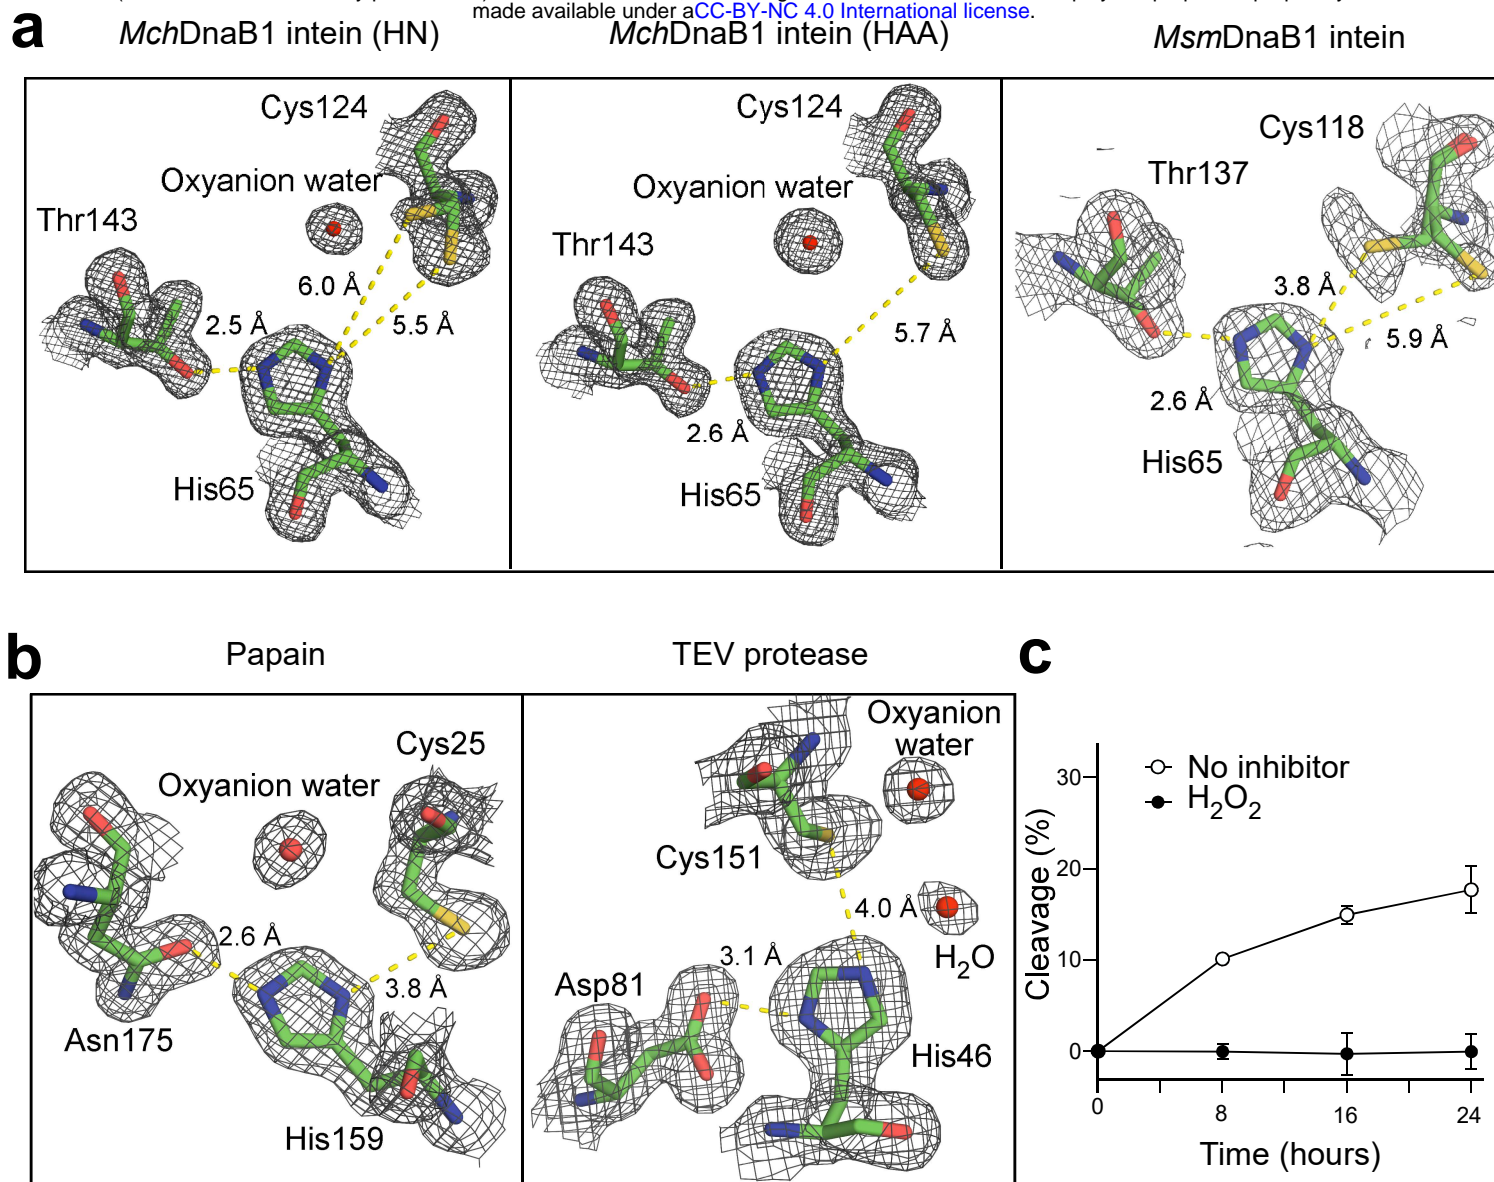 made available under aCC-BY-NC 4.0 International license.
a
MchDnaB1 intein (HN)
MchDnaB1 intein (HAA)
MsmDnaB1 intein
Cys124
Oxyanion water
Thr143
6.0 Å
2.5 Å
5.5 Å
His65
Cys124
Oxyanion water
Thr143
5.7 Å
2.6 Å
His65
Cys118
Thr137
3.8 Å
5.9 Å
2.6 Å
His65
b
Papain
TEV protease
Cys25
Oxyanion water
2.6 Å
3.8 Å
Asn175
His159
Oxyanion
water
Cys151
4.0 Å
H2O
3.1 Å
Asp81
His46
c
No inhibitor
H2O2
Cleavage (%)
30
20
10
0
0
8
16
24
Time (hours)